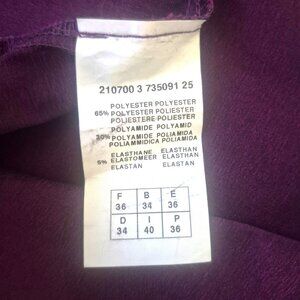 210700 3 735091 25
POLYESTER POLYESTER
65% POLYESTER POLIESTER
POLIESTERE POLIESTER
POLYAMIDE POLYAMID
30% POLYAMIDE POLIAMIDA
POLIAMMIDICA POLIAMIDA
ELASTHANE ELASTHAN
5% ELASTOMEER ELASTHAN
ELASTAN ELASTAN
F B E
36 34 36
D I P
34 40 36